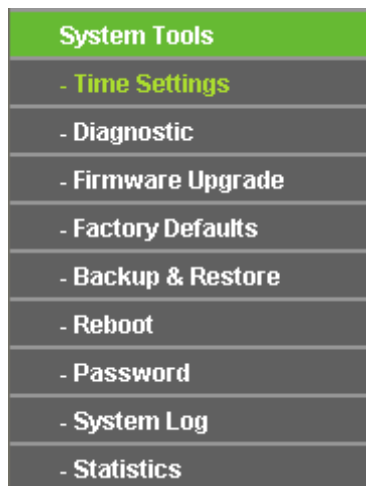 System Tools
- Time Settings
- Diagnostic
- Firmware Upgrade
- Factory Defaults
- Backup & Restore
- Reboot
- Password
- System Log
- Statistics